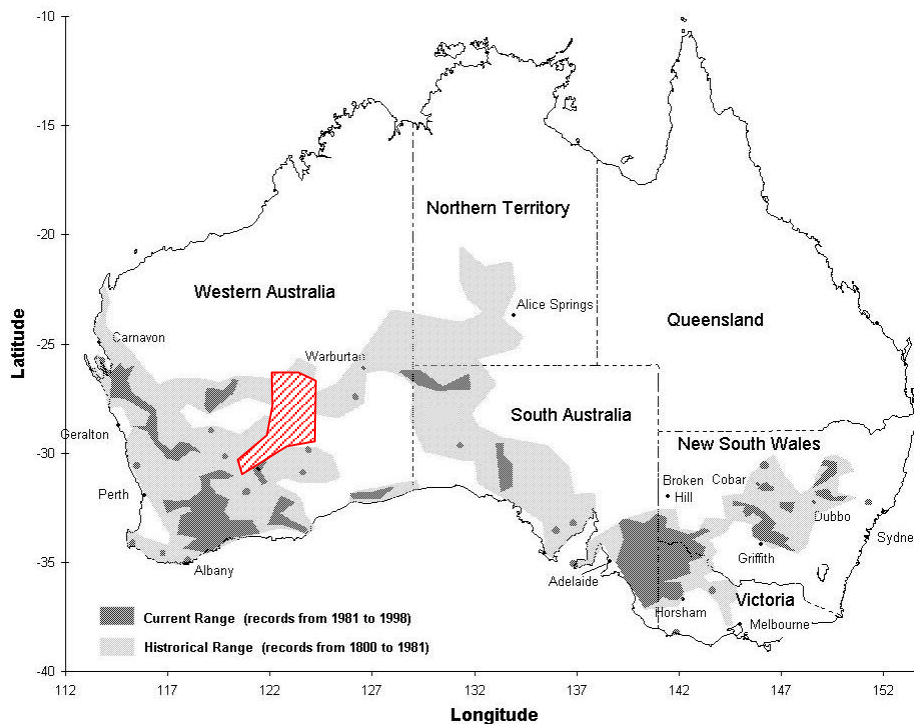 -10
-15
-20
-25
-30
-35
-40
Latitude
Northern Territory
Western Australia
Alice Springs
Queensland
Carnavon
Warburtan
South Australia
Geralton
New South Wales
Broken
Hill
Cobar
Perth
Dubbo
Sydne
Griffith
Albany
Adelaide
Horsham
Victoria
Melbourne
Current Range (records from 1981 to 1998)
Histrorical Range (records from 1800 to 1981)
112 117 122 127 132 137 142 147 152
Longitude